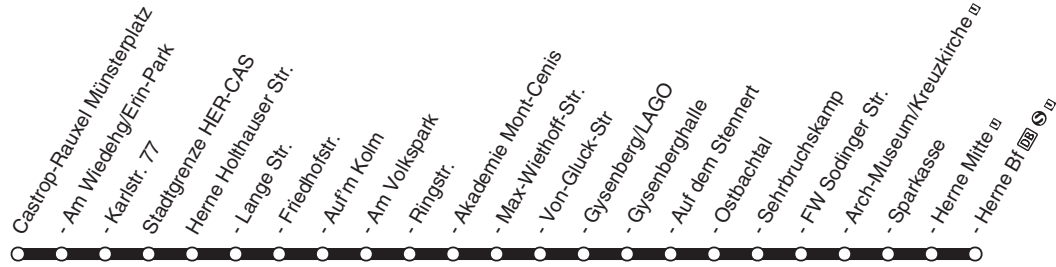 Castrop-Rauxel Münsterplatz
- Am Wiedehg/Erin-Park
- Karlstr. 77
Stadtgrenze HER-CAS
Herne Holthauser Str.
- Lange Str.
- Friedhofstr.
- Auf'm Kolm
- Am Volkspark
- Ringstr.
- Akademie Mont-Cenis
- Max-Wiethoff-Str.
- Von-Gluck-Str
- Gysenberg/LAGO
- Gysenberghalle
- Auf dem Stennert
- Ostbachtal
- Sehrbruchskamp
- FW Sodinger Str.
- Arch-Museum/Kreuzkirche U
- Sparkasse
- Herne Mitte U
- Herne Bf DB S U